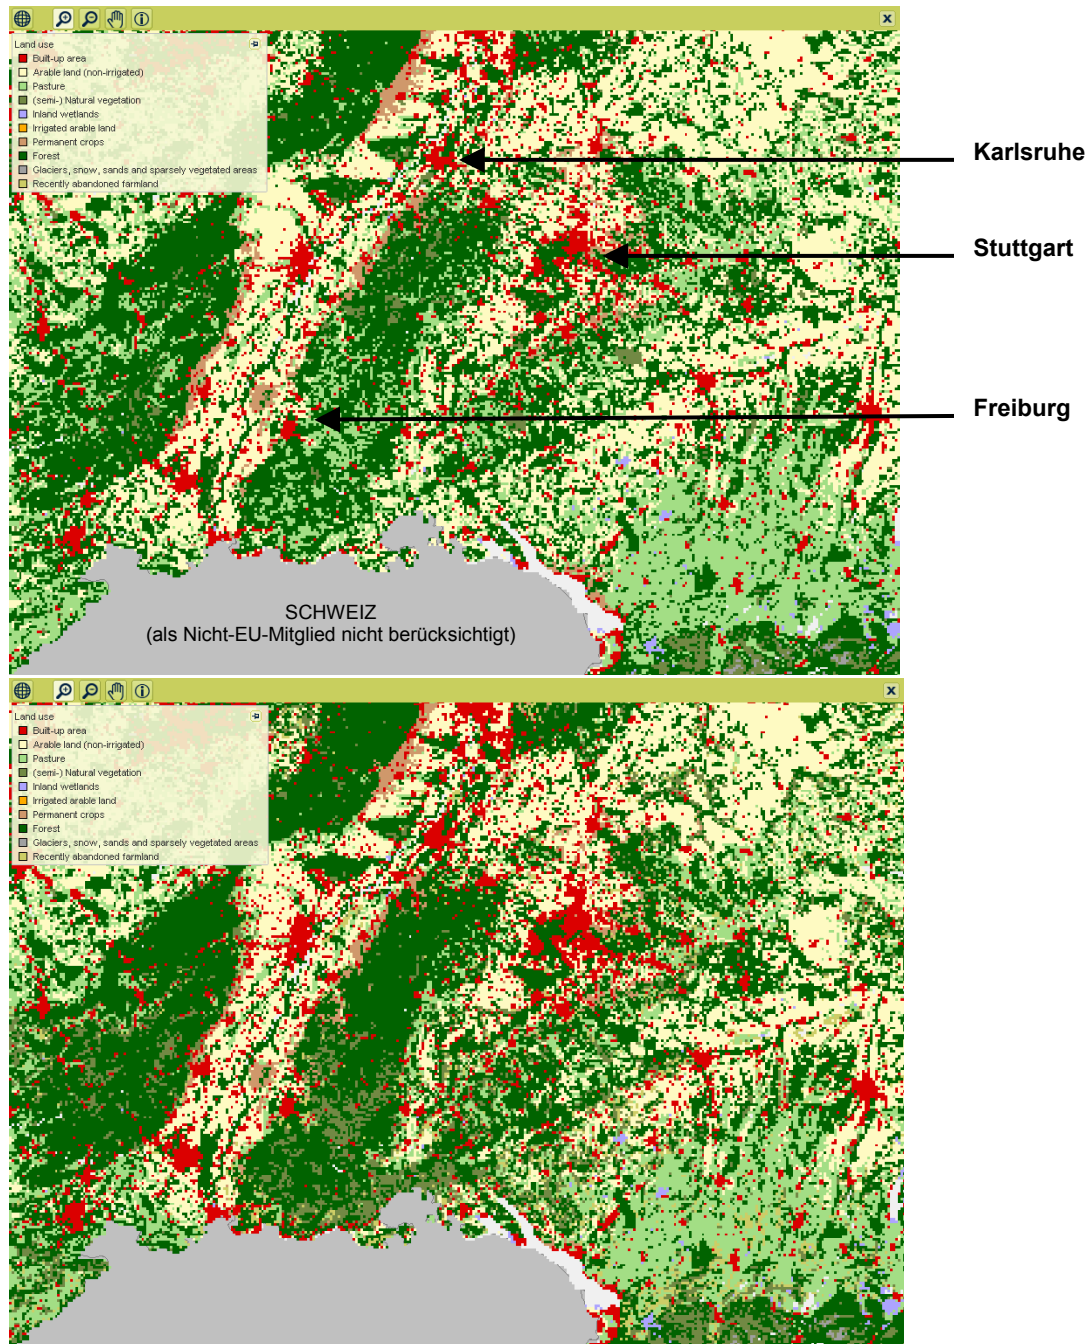 Land use
Built-up area
Arable land (non-irrigated)
Pasture
(semi-) Natural vegetation
Inland wetlands
Irrigated arable land
Permanent crops
Forest
Glaciers, snow, sands and sparsely vegetated areas
Recently abandoned farmland
Karlsruhe
Stuttgart
Freiburg
SCHWEIZ
(als Nicht-EU-Mitglied nicht berücksichtigt)
Land use
Built-up area
Arable land (non-irrigated)
Pasture
(semi-) Natural vegetation
Inland wetlands
Irrigated arable land
Permanent crops
Forest
Glaciers, snow, sands and sparsely vegetated areas
Recently abandoned farmland